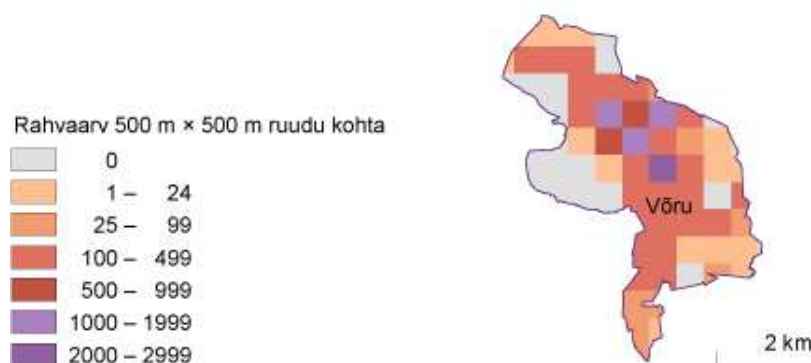 Rahvaarv 500 m × 500 m ruudu kohta
0
1 – 24
25 – 99
100 – 499
500 – 999
1000 – 1999
2000 – 2999
Võru
2 km